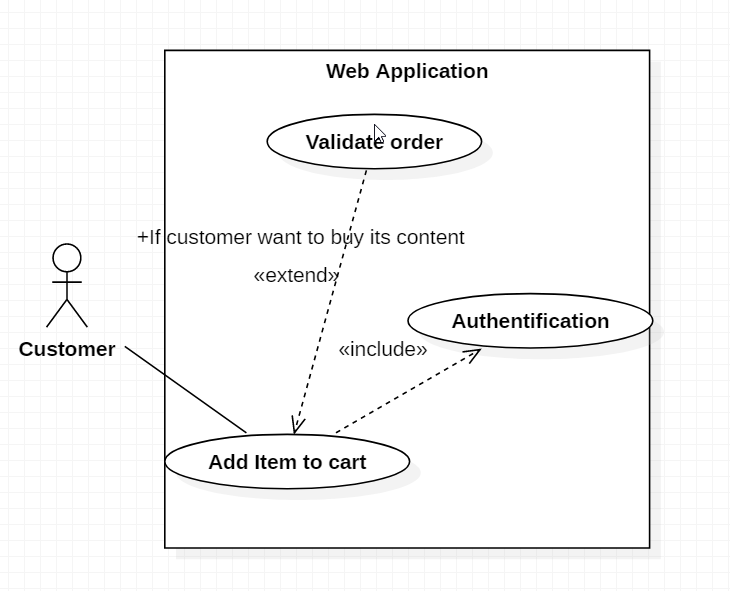 Web Application
Validate order
+If customer want to buy its content
«extend»
Authentification
«include»
Customer
Add Item to cart